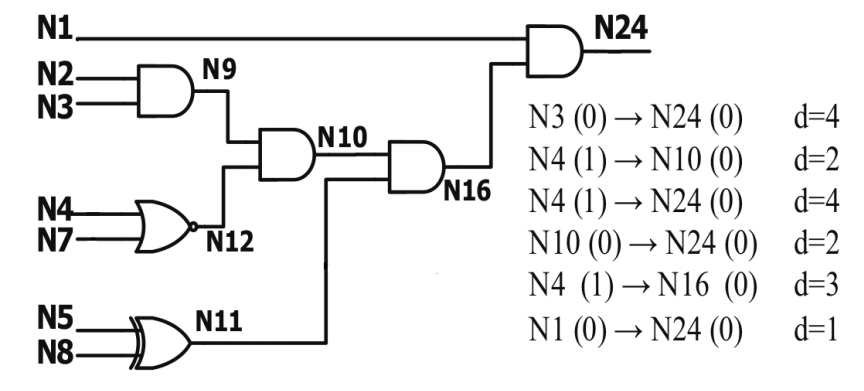 N1
N24
N2
N9
N3
N10
N16
N4
N7
N12
N5
N11
N8
N3 (0) → N24 (0) d=4
N4 (1) → N10 (0) d=2
N4 (1) → N24 (0) d=4
N10 (0) → N24 (0) d=2
N4 (1) → N16 (0) d=3
N1 (0) → N24 (0) d=1